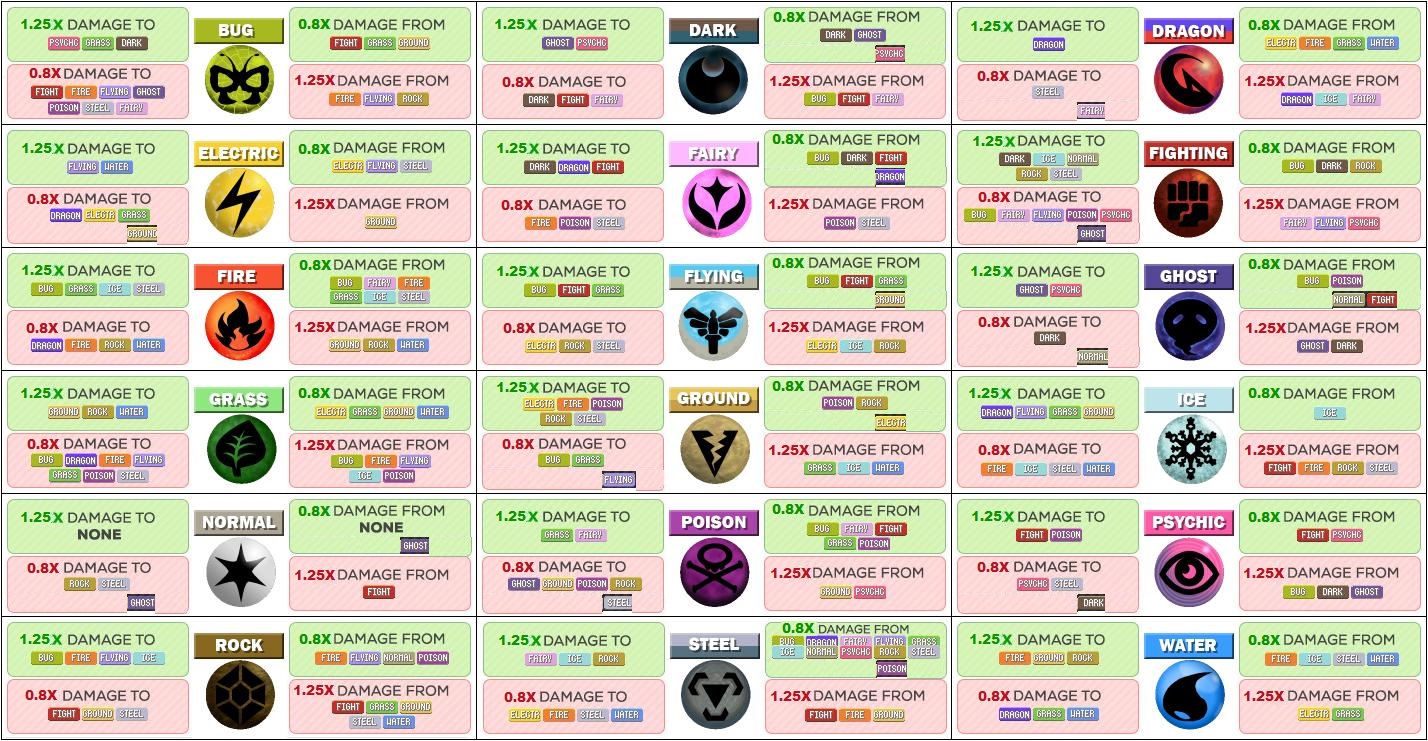 BUG
1.25X DAMAGE TO
PSYCHC GRASS DARK
0.8X DAMAGE TO
FIGHT FIRE FLYING GHOST
POISON STEEL FAIRY
0.8X DAMAGE FROM
FIGHT GRASS GROUND
1.25X DAMAGE FROM
FIRE FLYING ROCK
DARK
1.25X DAMAGE TO
GHOST PSYCHC
0.8X DAMAGE TO
DARK FIGHT FAIRY
0.8X DAMAGE FROM
DARK GHOST
PSYCHC
1.25X DAMAGE FROM
BUG FIGHT FAIRY
DRAGON
1.25X DAMAGE TO
DRAGON
0.8X DAMAGE TO
STEEL
FAIRY
0.8X DAMAGE FROM
ELECTR FIRE GRASS WATER
1.25X DAMAGE FROM
DRAGON ICE FAIRY
ELECTRIC
1.25X DAMAGE TO
FLYING WATER
0.8X DAMAGE TO
DRAGON ELECTR GRASS
GROUND
0.8X DAMAGE FROM
ELECTR FLYING STEEL
1.25X DAMAGE FROM
GROUND
FAIRY
1.25X DAMAGE TO
DARK DRAGON FIGHT
0.8X DAMAGE TO
FIRE POISON STEEL
0.8X DAMAGE FROM
BUG DARK FIGHT
DRAGON
1.25X DAMAGE FROM
POISON STEEL
FIGHTING
1.25X DAMAGE TO
DARK ICE NORMAL
ROCK STEEL
0.8X DAMAGE TO
BUG FAIRY FLYING POISON PSYCHC
GHOST
0.8X DAMAGE FROM
BUG DARK ROCK
1.25X DAMAGE FROM
FAIRY FLYING PSYCHC
FIRE
1.25X DAMAGE TO
BUG GRASS ICE STEEL
0.8X DAMAGE TO
DRAGON FIRE ROCK WATER
0.8X DAMAGE FROM
BUG FAIRY FIRE
GRASS ICE STEEL
1.25X DAMAGE FROM
GROUND ROCK WATER
FLYING
1.25X DAMAGE TO
BUG FIGHT GRASS
0.8X DAMAGE TO
ELECTR ROCK STEEL
0.8X DAMAGE FROM
BUG FIGHT GRASS
GROUND
1.25X DAMAGE FROM
ELECTR ICE ROCK
GHOST
1.25X DAMAGE TO
GHOST PSYCHC
0.8X DAMAGE TO
DARK
NORMAL
0.8X DAMAGE FROM
BUG POISON
NORMAL FIGHT
1.25X DAMAGE FROM
GHOST DARK
GRASS
1.25X DAMAGE TO
GROUND ROCK WATER
0.8X DAMAGE TO
BUG DRAGON FIRE FLYING
GRASS POISON STEEL
0.8X DAMAGE FROM
ELECTR GRASS GROUND WATER
1.25X DAMAGE FROM
BUG FIRE FLYING
ICE POISON
GROUND
1.25X DAMAGE TO
ELECTR FIRE POISON
ROCK STEEL
0.8X DAMAGE TO
BUG GRASS
FLYING
0.8X DAMAGE FROM
POISON ROCK
ELECTR
1.25X DAMAGE FROM
GRASS ICE WATER
ICE
1.25X DAMAGE TO
DRAGON FLYING GRASS GROUND
0.8X DAMAGE TO
FIRE ICE STEEL WATER
0.8X DAMAGE FROM
ICE
1.25X DAMAGE FROM
FIGHT FIRE ROCK STEEL
NORMAL
1.25X DAMAGE TO
NONE
0.8X DAMAGE TO
ROCK STEEL
GHOST
0.8X DAMAGE FROM
NONE
GHOST
1.25X DAMAGE FROM
FIGHT
POISON
1.25X DAMAGE TO
GRASS FAIRY
0.8X DAMAGE TO
GHOST GROUND POISON ROCK
STEEL
0.8X DAMAGE FROM
BUG FAIRY FIGHT
GRASS POISON
1.25X DAMAGE FROM
GROUND PSYCHC
PSYCHIC
1.25X DAMAGE TO
FIGHT POISON
0.8X DAMAGE TO
PSYCHC STEEL
DARK
0.8X DAMAGE FROM
FIGHT PSYCHC
1.25X DAMAGE FROM
BUG DARK GHOST
ROCK
1.25X DAMAGE TO
BUG FIRE FLYING ICE
0.8X DAMAGE TO
FIGHT GROUND STEEL
0.8X DAMAGE FROM
FIRE FLYING NORMAL POISON
1.25X DAMAGE FROM
FIGHT GRASS GROUND
STEEL WATER
STEEL
1.25X DAMAGE TO
FAIRY ICE ROCK
0.8X DAMAGE TO
ELECTR FIRE STEEL WATER
0.8X DAMAGE FROM
BUG DRAGON FAIRY FLYING GRASS
ICE NORMAL PSYCHC ROCK STEEL
POISON
1.25X DAMAGE FROM
FIGHT FIRE GROUND
WATER
1.25X DAMAGE TO
FIRE GROUND ROCK
0.8X DAMAGE TO
DRAGON GRASS WATER
0.8X DAMAGE FROM
FIRE ICE STEEL WATER
1.25X DAMAGE FROM
ELECTR GRASS